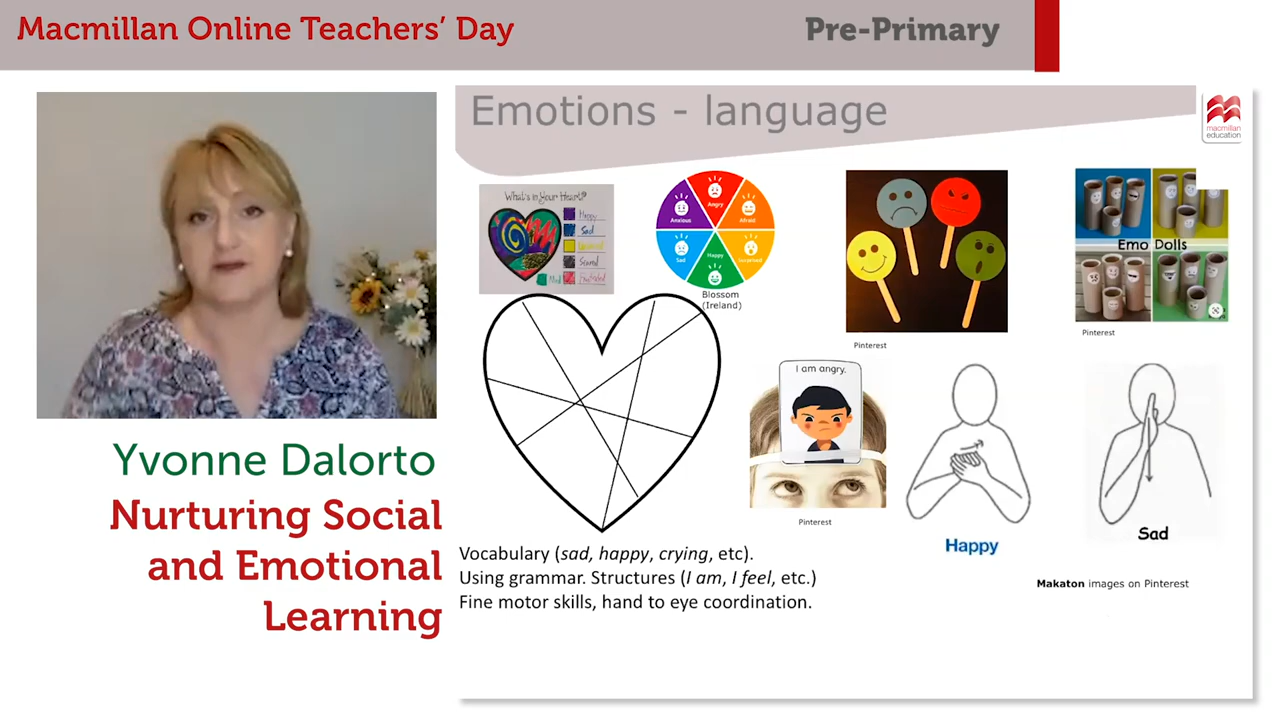 Macmillan Online Teachers' Day
Pre-Primary
Emotions - language
macmillan
education
What's in Your Heart?
Happy
Sad
Scared
Mad
Frustrated
Anxious
Angry
Afraid
Sad
Happy
Surprised
Blossom
(Ireland)
Pinterest
Emo Dolls
Pinterest
I am angry.
Pinterest
Happy
Sad
Makaton images on Pinterest
Vocabulary (sad, happy, crying, etc).
Using grammar. Structures (I am, I feel, etc.)
Fine motor skills, hand to eye coordination.
Yvonne Dalorto
Nurturing Social
and Emotional
Learning